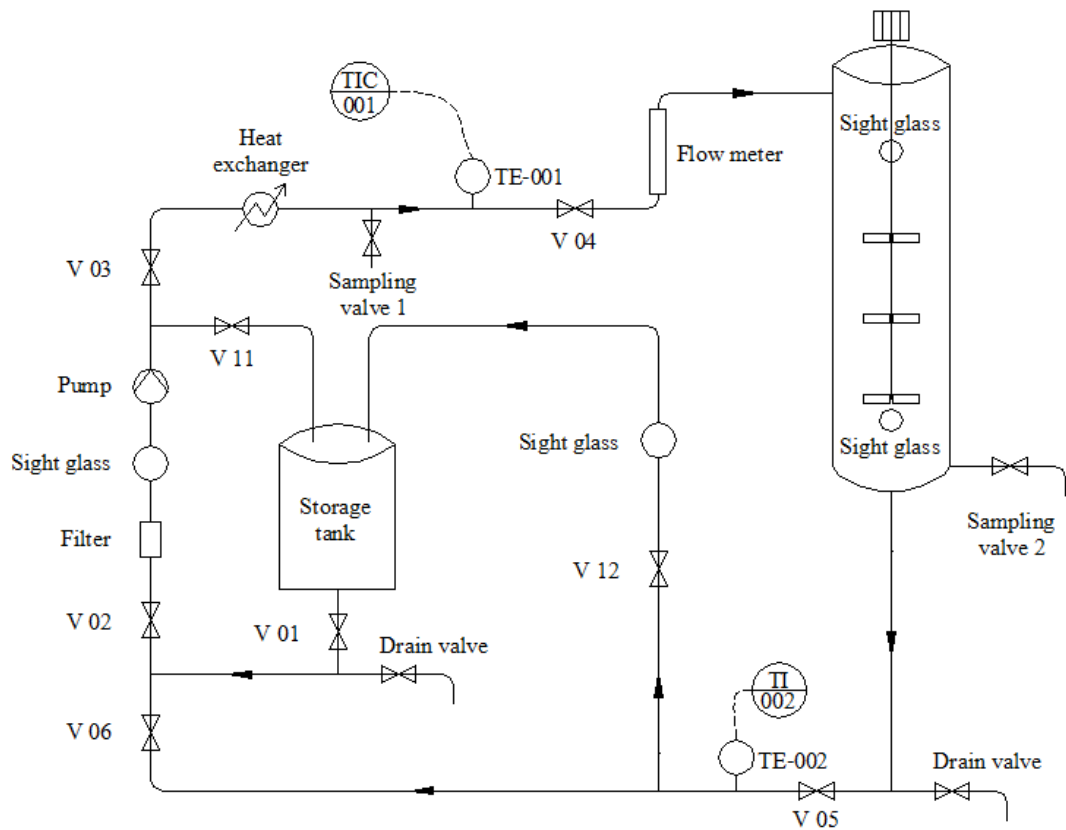 TIC
001
Heat
exchanger
TE-001
Sight glass
Flow meter
V 04
V 03
Sampling
valve 1
V 11
Pump
Sight glass
Sight glass
Sight glass
Storage
tank
Filter
Sampling
valve 2
V 12
V 02
V 01
Drain valve
TI
002
V 06
TE-002
Drain valve
V 05